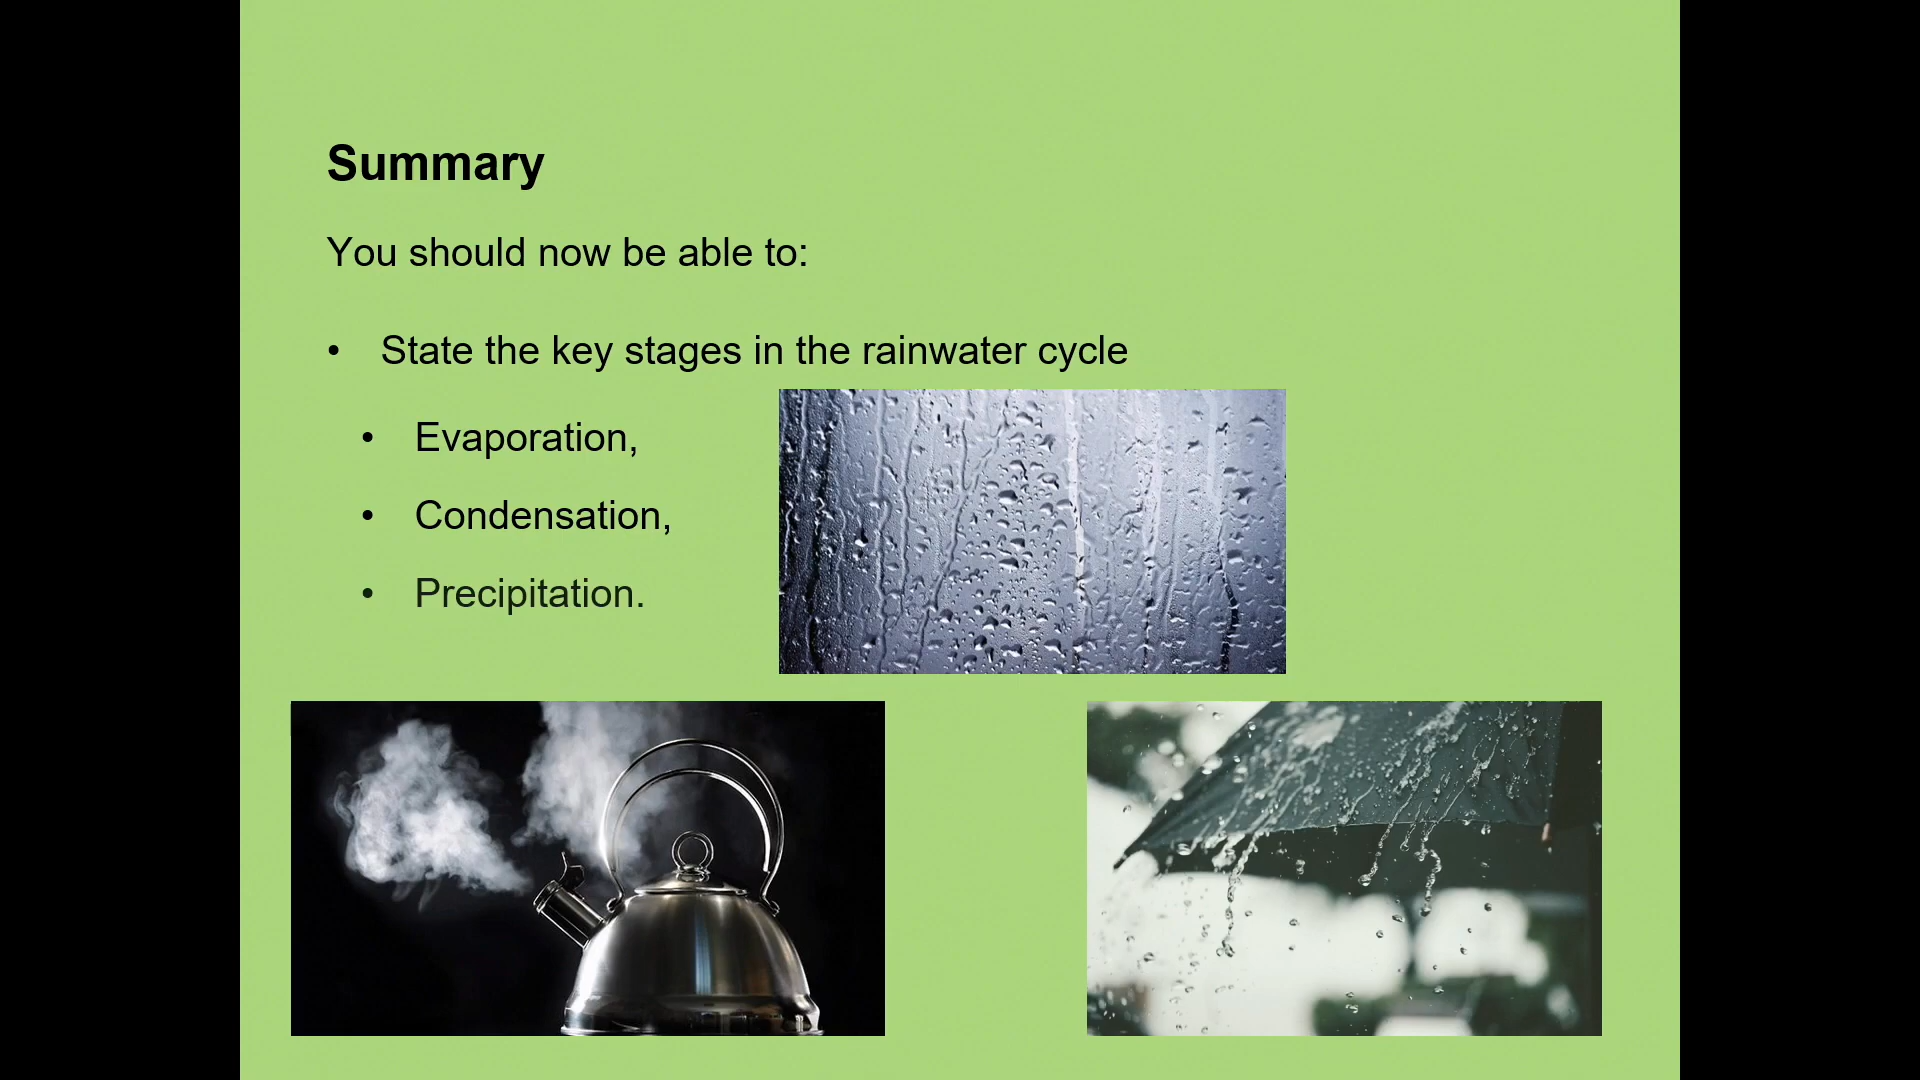 Summary
You should now be able to:
• State the key stages in the rainwater cycle
• Evaporation,
• Condensation,
• Precipitation.